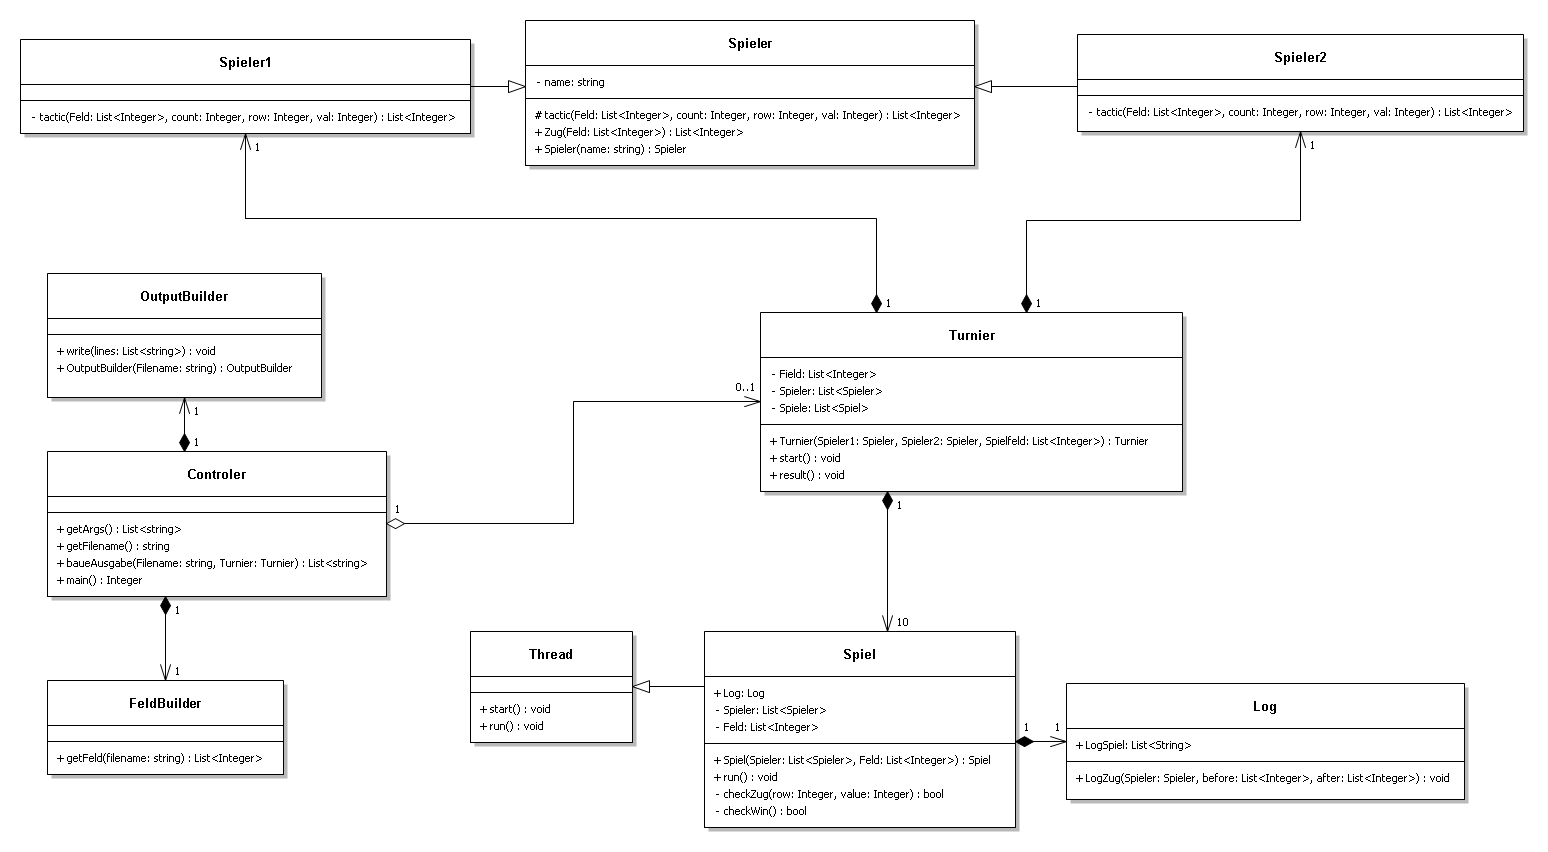 Spieler1
- tactic(Feld: List<Integer>, count: Integer, row: Integer, val: Integer) : List<Integer>
Spieler
- name: string
# tactic(Feld: List<Integer>, count: Integer, row: Integer, val: Integer) : List<Integer>
+ Zug(Feld: List<Integer>) : List<Integer>
+ Spieler(name: string) : Spieler
Spieler2
- tactic(Feld: List<Integer>, count: Integer, row: Integer, val: Integer) : List<Integer>
1
1
OutputBuilder
+ write(lines: List<string>) : void
+ OutputBuilder(Filename: string) : OutputBuilder
1
1
1
1
Turnier
- Field: List<Integer>
- Spieler: List<Spieler>
- Spiele: List<Spiel>
+ Turnier(Spieler1: Spieler, Spieler2: Spieler, Spielfeld: List<Integer>) : Turnier
+ start() : void
+ result() : void
0..1
Controler
+ getArgs() : List<string>
+ getFilename() : string
+ baueAusgabe(Filename: string, Turnier: Turnier) : List<string>
+ main() : Integer
1
1
1
1
10
FeldBuilder
+ getFeld(filename: string) : List<Integer>
Thread
+ start() : void
+ run() : void
Spiel
+ Log: Log
- Spieler: List<Spieler>
- Feld: List<Integer>
+ Spiel(Spieler: List<Spieler>, Feld: List<Integer>) : Spiel
+ run() : void
- checkZug(row: Integer, value: Integer) : bool
- checkWin() : bool
1
1
Log
+ LogSpiel: List<String>
+ LogZug(Spieler: Spieler, before: List<Integer>, after: List<Integer>) : void